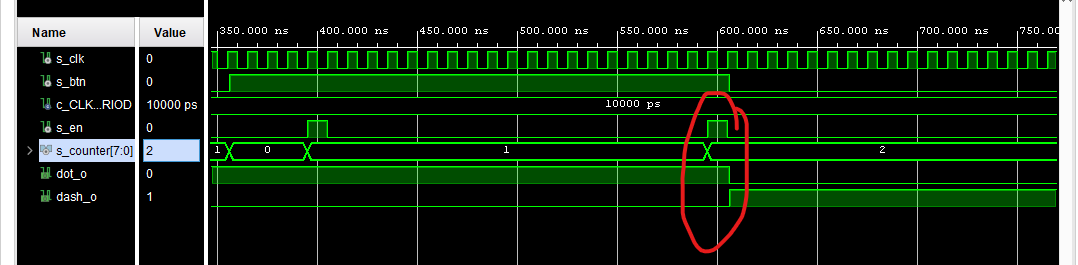 Name Value
350.000 ns 400.000 ns 450.000 ns 500.000 ns 550.000 ns 600.000 ns 650.000 ns 700.000 ns 750.0
s_clk 0
s_btn 0
c_CLK...RIOD 10000 ps 10000 ps
s_en 0
s_counter[7:0] 2 1 0 1 2
dot_o 0
dash_o 1